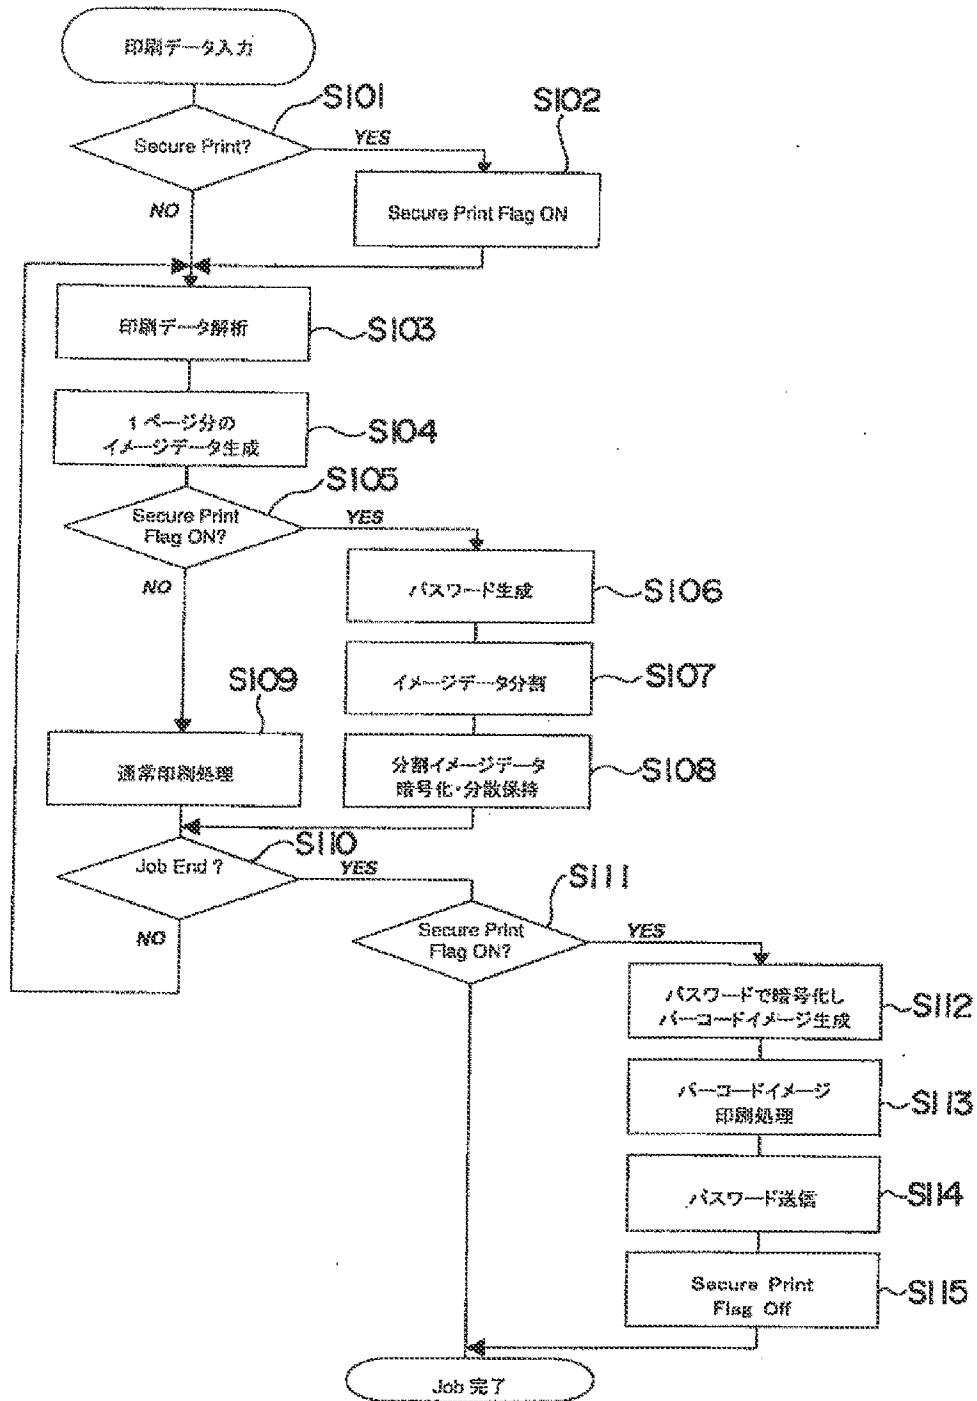 印刷データ入力
S101
S102
Secure Print?
YES
NO
Secure Print Flag ON
印刷データ解析
S103
1 ページ分の
イメージデータ生成
S104
S105
Secure Print
Flag ON?
YES
NO
パスワード生成
S106
イメージデータ分割
S107
S109
通常印刷処理
分割イメージデータ
暗号化・分散保持
S108
S110
Job End ?
YES
NO
S111
Secure Print
Flag ON?
YES
パスワードで暗号化し
バーコードイメージ生成
S112
バーコードイメージ
印刷処理
S113
パスワード送信
S114
Secure Print
Flag Off
S115
Job 完了